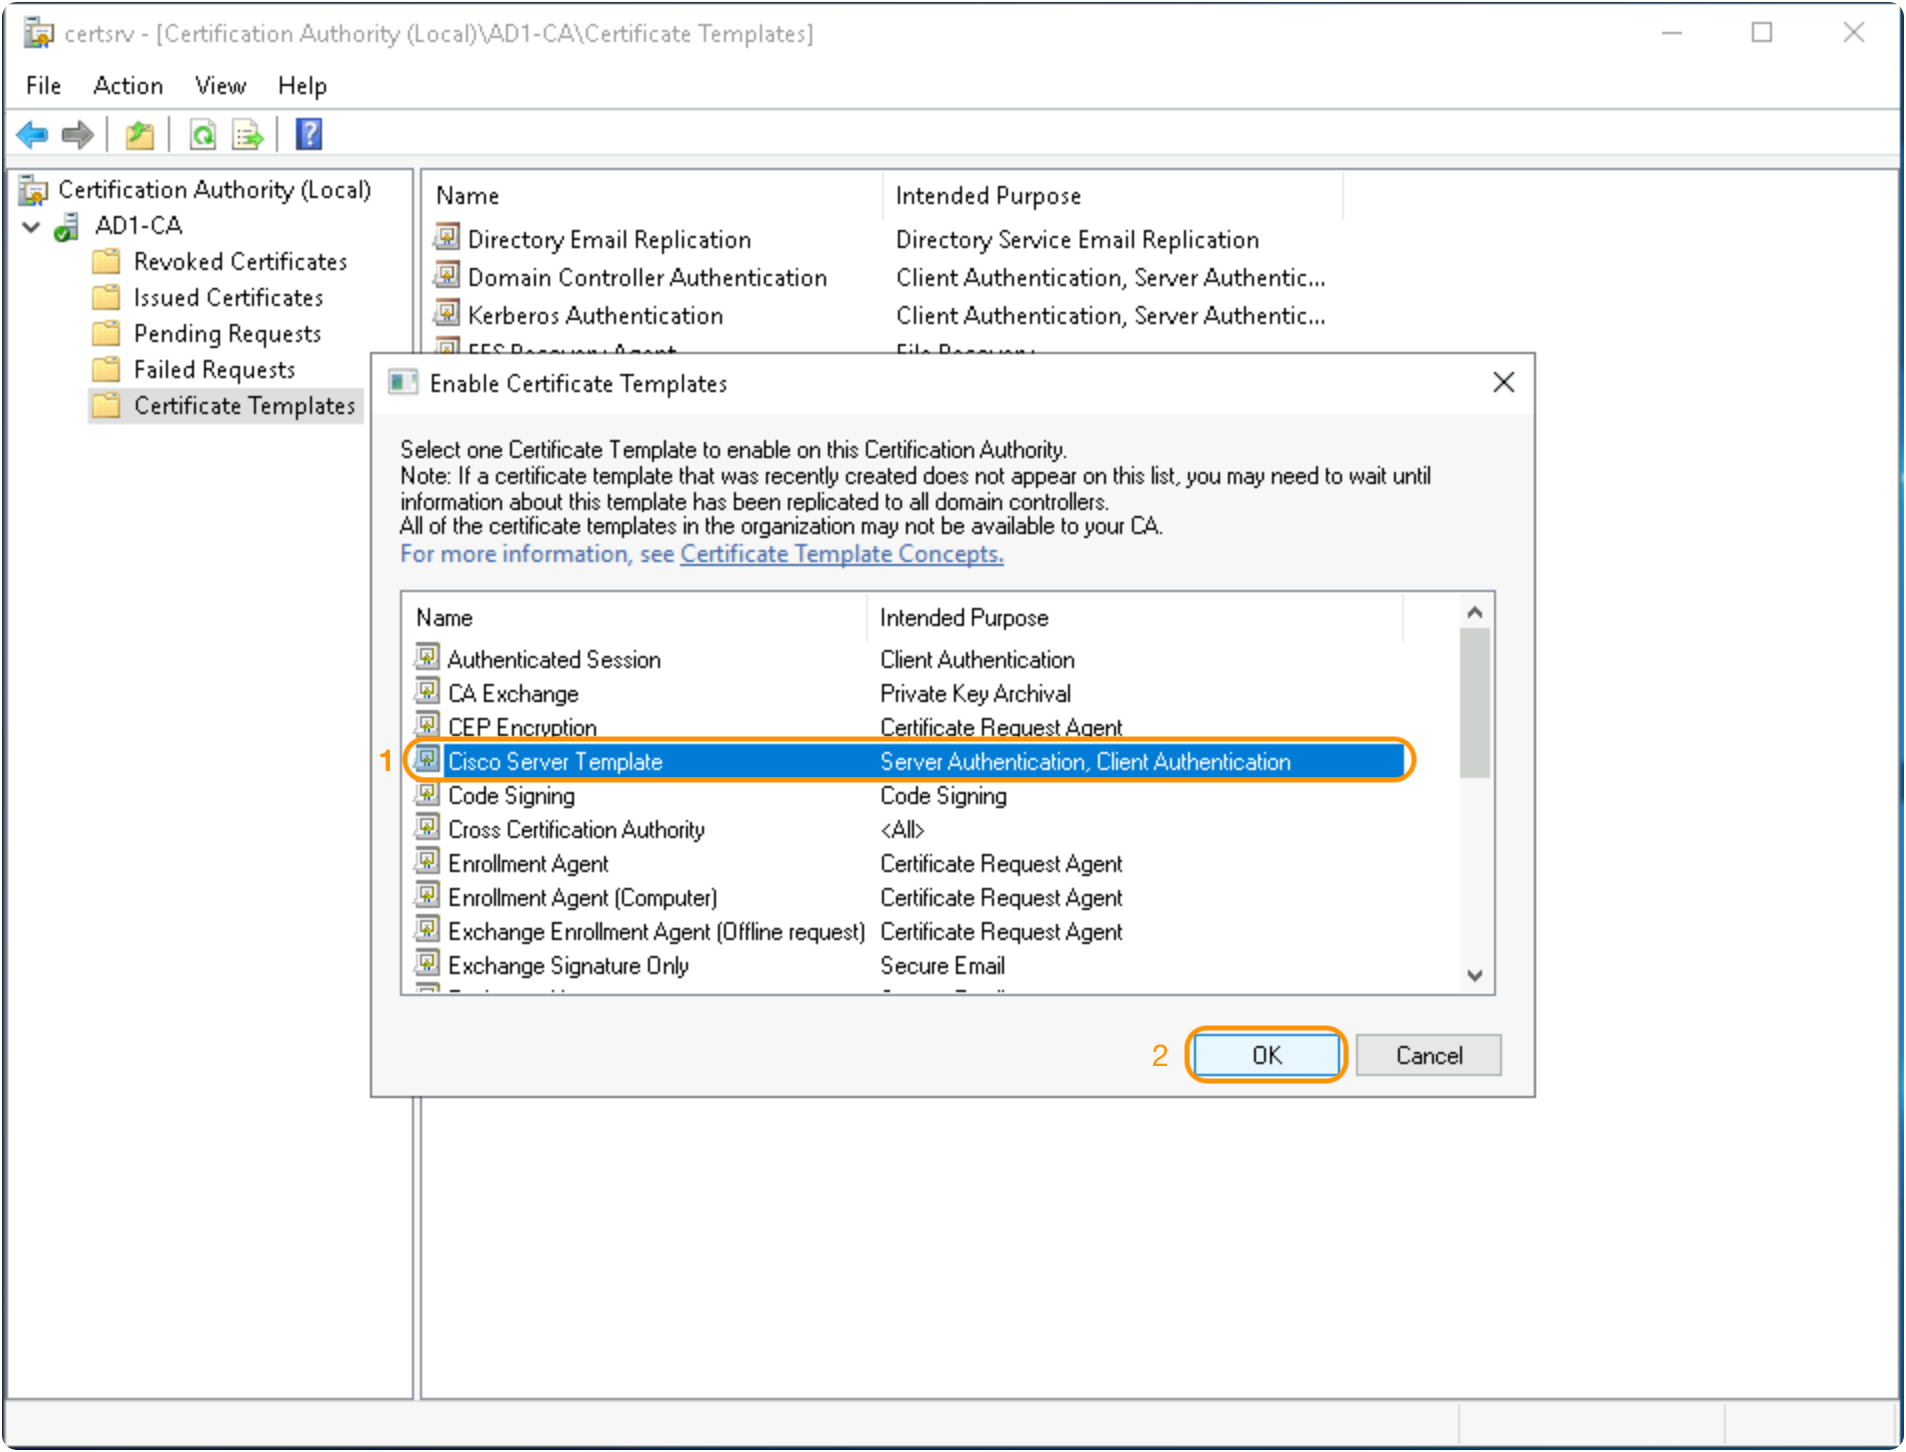 certsrv - [Certification Authority (Local)\AD1-CA\Certificate Templates]
File Action View Help
Certification Authority (Local)
AD1-CA
Revoked Certificates
Issued Certificates
Pending Requests
Failed Requests
Certificate Templates
Name Intended Purpose
Directory Email Replication Directory Service Email Replication
Domain Controller Authentication Client Authentication, Server Authentic...
Kerberos Authentication Client Authentication, Server Authentic...
EFS Recovery Agent File Recovery
Enable Certificate Templates
Select one Certificate Template to enable on this Certification Authority.
Note: If a certificate template that was recently created does not appear on this list, you may need to wait until
information about this template has been replicated to all domain controllers.
All of the certificate templates in the organization may not be available to your CA.
For more information, see Certificate Template Concepts.
Name Intended Purpose
Authenticated Session Client Authentication
CA Exchange Private Key Archival
CEP Encryption Certificate Request Agent
1 Cisco Server Template Server Authentication, Client Authentication
Code Signing Code Signing
Cross Certification Authority <All>
Enrollment Agent Certificate Request Agent
Enrollment Agent (Computer) Certificate Request Agent
Exchange Enrollment Agent (Offline request) Certificate Request Agent
Exchange Signature Only Secure Email
2 OK Cancel